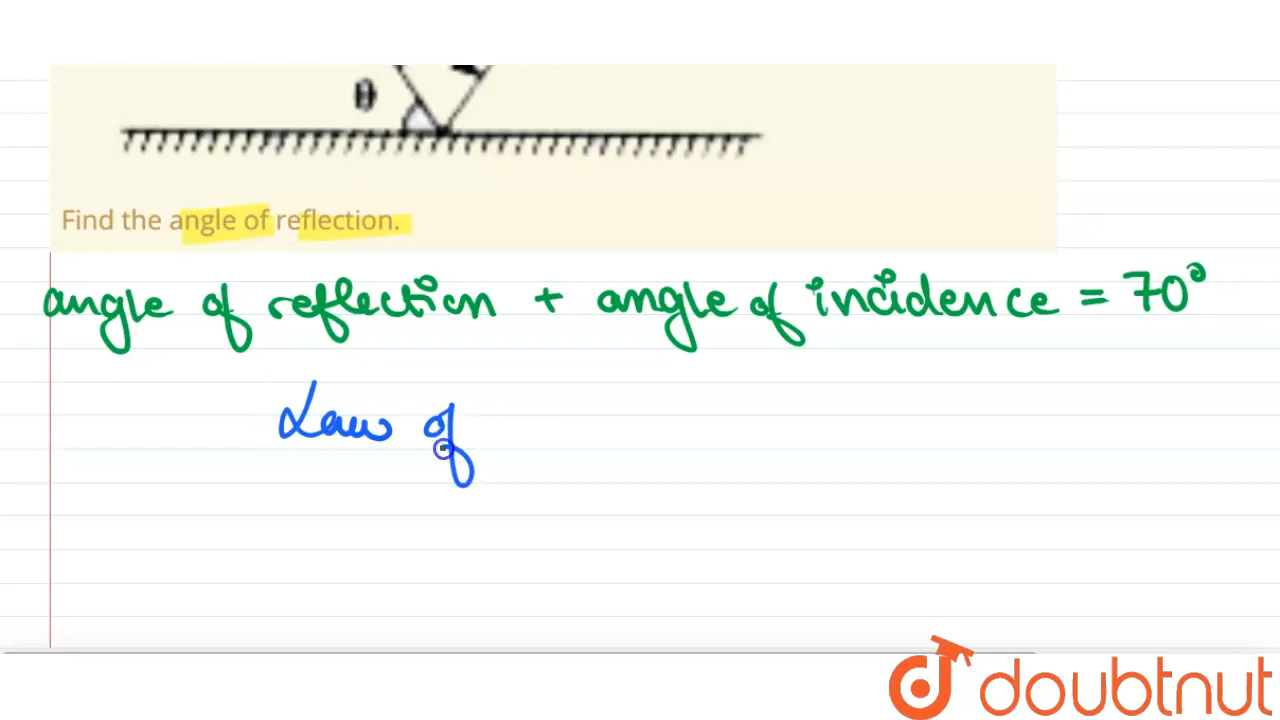 θ
Find the angle of reflection.
angle of reflection + angle of incidence = 70°
Law of
doubtnut